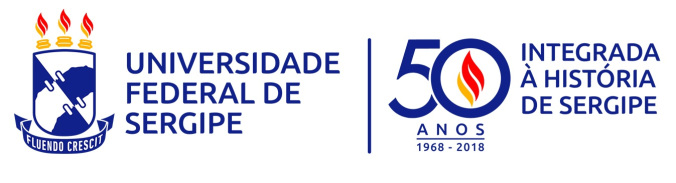 FLUENDO CRESCIT
UNIVERSIDADE
FEDERAL DE
SERGIPE
50
ANOS
1968 - 2018
INTEGRADA
À HISTÓRIA
DE SERGIPE